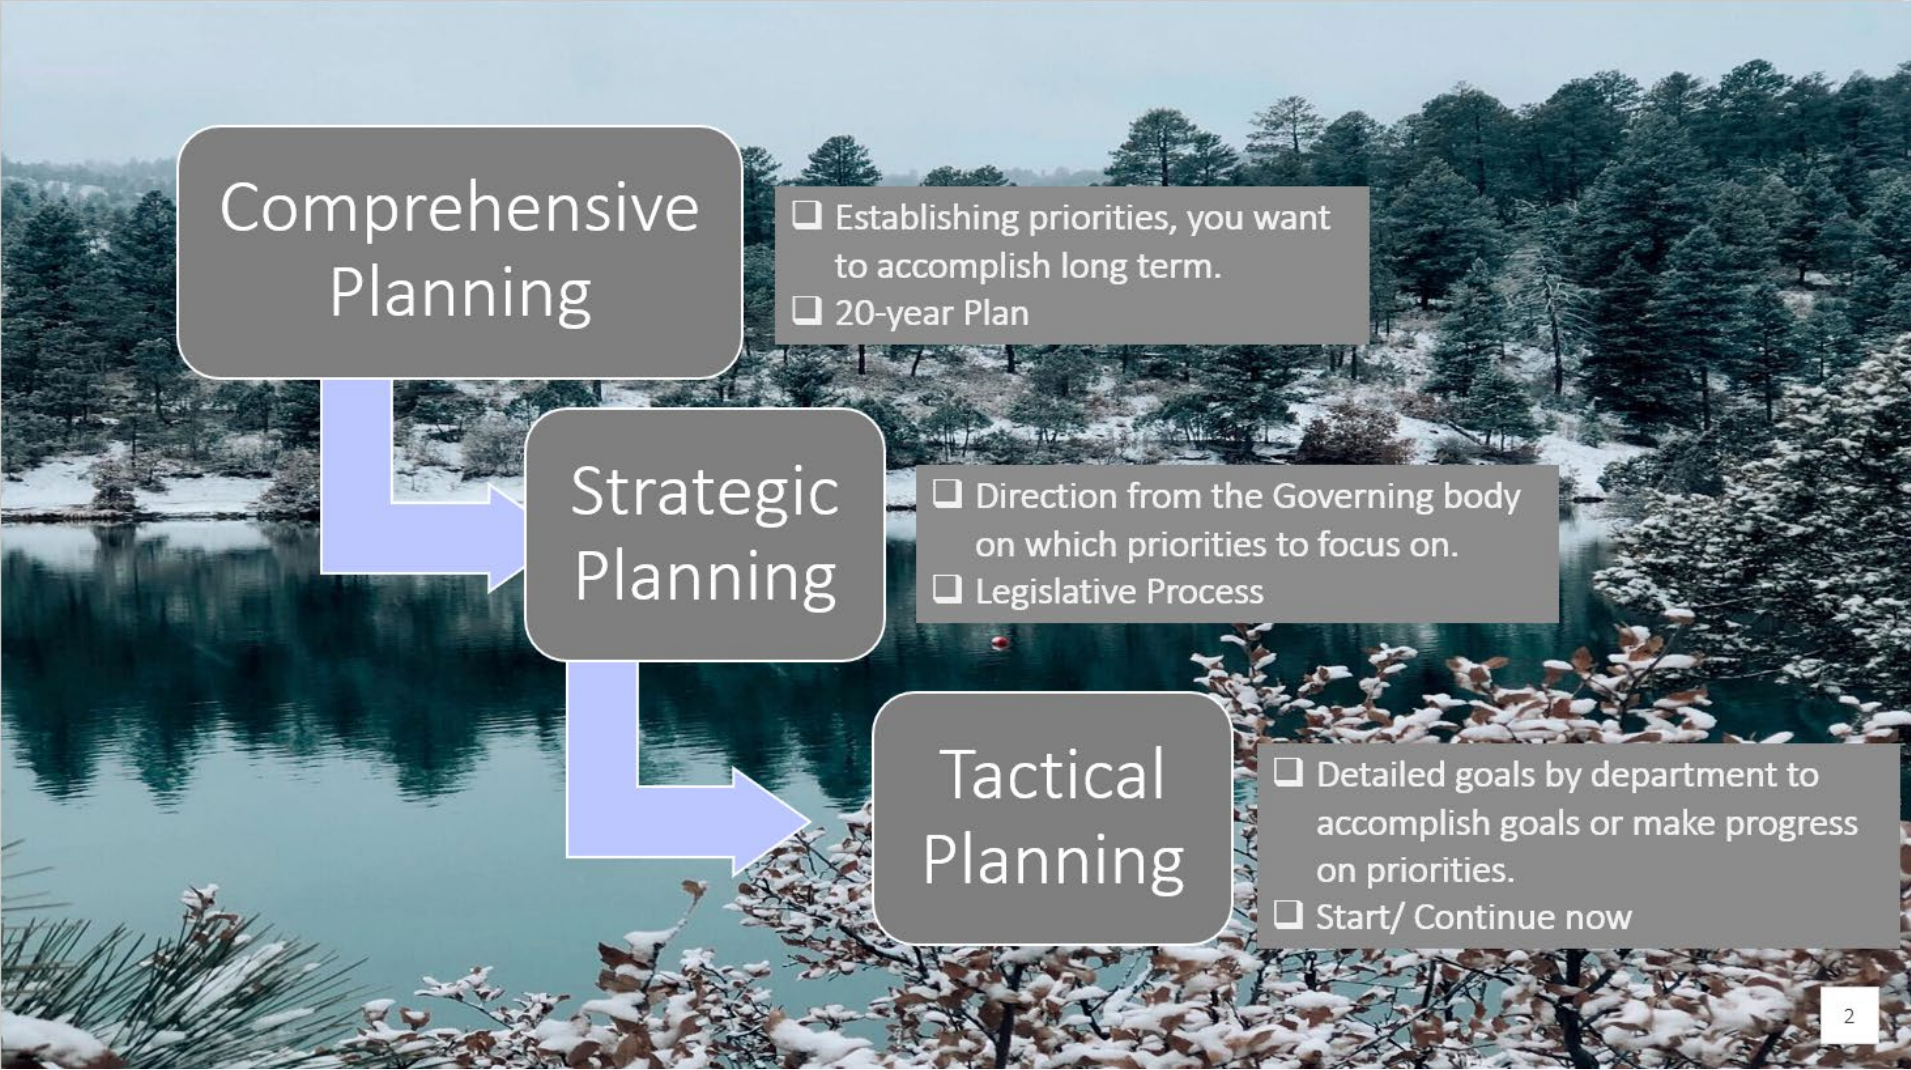 Comprehensive
Planning
❑ Establishing priorities, you want
to accomplish long term.
❑ 20-year Plan
Strategic
Planning
❑ Direction from the Governing body
on which priorities to focus on.
❑ Legislative Process
Tactical
Planning
❑ Detailed goals by department to
accomplish goals or make progress
on priorities.
❑ Start/ Continue now
2